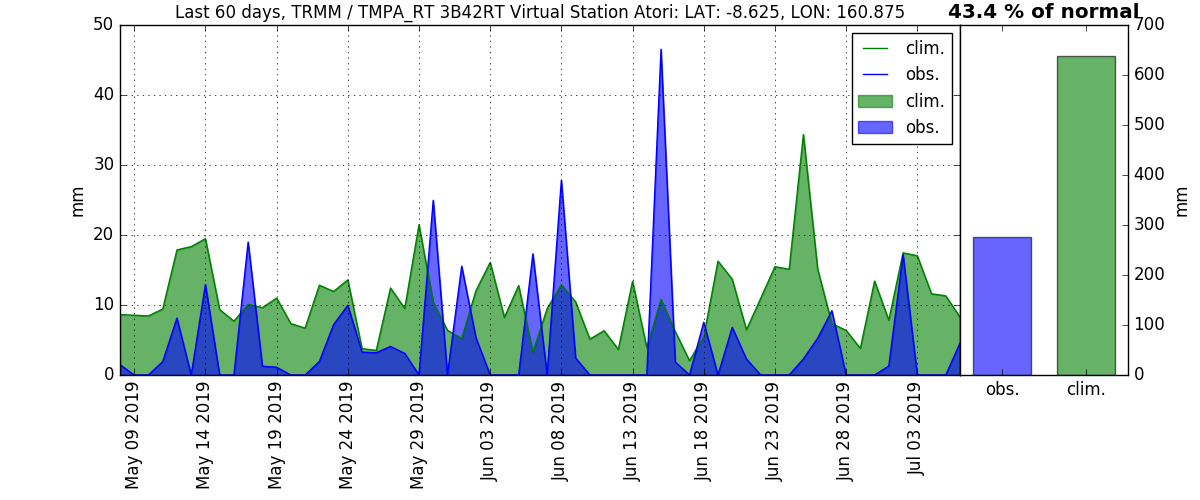 Last 60 days, TRMM / TMPA_RT 3B42RT Virtual Station Atori: LAT: -8.625, LON: 160.875
43.4 % of normal
50
40
30
20
10
0
mm
clim.
obs.
clim.
obs.
May 09 2019
May 14 2019
May 19 2019
May 24 2019
May 29 2019
Jun 03 2019
Jun 08 2019
Jun 13 2019
Jun 18 2019
Jun 23 2019
Jun 28 2019
Jul 03 2019
700
600
500
400
300
200
100
0
mm
obs.
clim.